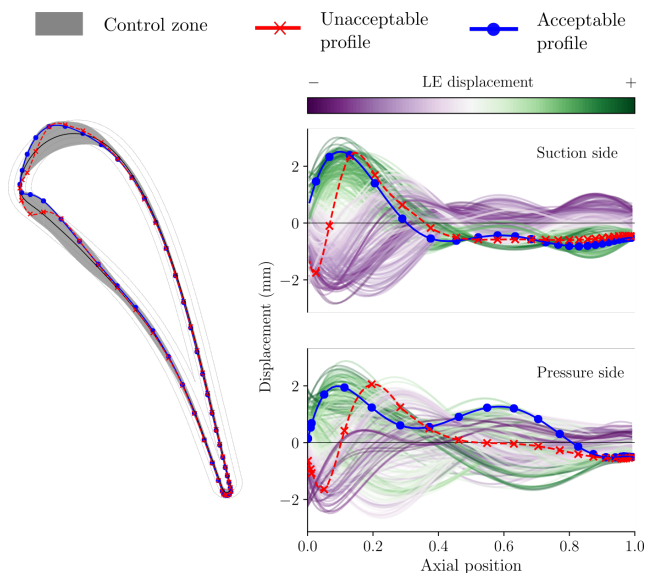 Control zone
Unacceptable
profile
Acceptable
profile
− LE displacement +
Suction side
2
0
−2
Displacement (mm)
Pressure side
2
0
−2
0.0 0.2 0.4 0.6 0.8 1.0
Axial position